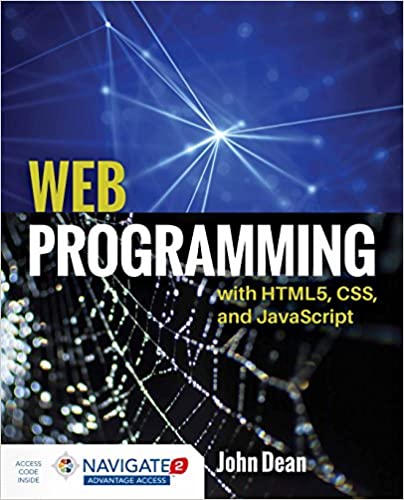 WEB
PROGRAMMING
with HTML5, CSS,
and JavaScript
ACCESS
CODE
INSIDE
NAVIGATE 2
ADVANTAGE ACCESS
John Dean